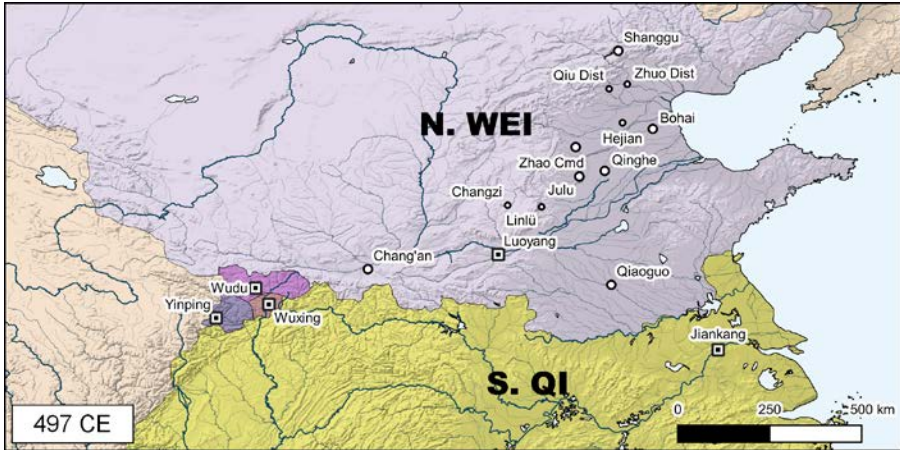 Shanggu
Qiu Dist
Zhuo Dist
N. WEI
Bohai
Hejian
Zhao Cmd
Qinghe
Julu
Changzi
Linlü
Luoyang
Chang'an
Wudu
Qiaoguo
Yinping
Wuxing
Jiankang
S. QI
497 CE
0 250 500 km